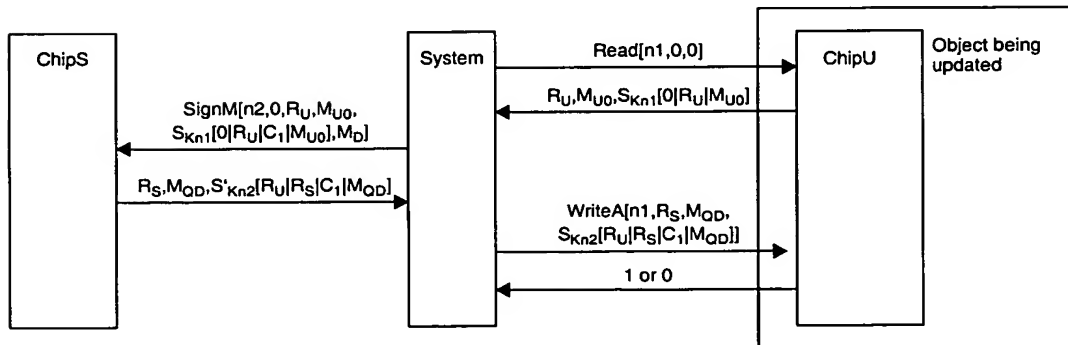 ChipS
System
ChipU
Object being
updated
Read[n1,0,0]
R_U,M_U0,S_Kn1[0|R_U|M_U0]
SignM[n2,0,R_U,M_U0,
S_Kn1[0|R_U|C_1|M_U0],M_D]
R_S,M_QD,S'_Kn2[R_U|R_S|C_1|M_QD]
WriteA[n1,R_S,M_QD,
S_Kn2[R_U|R_S|C_1|M_QD]]
1 or 0